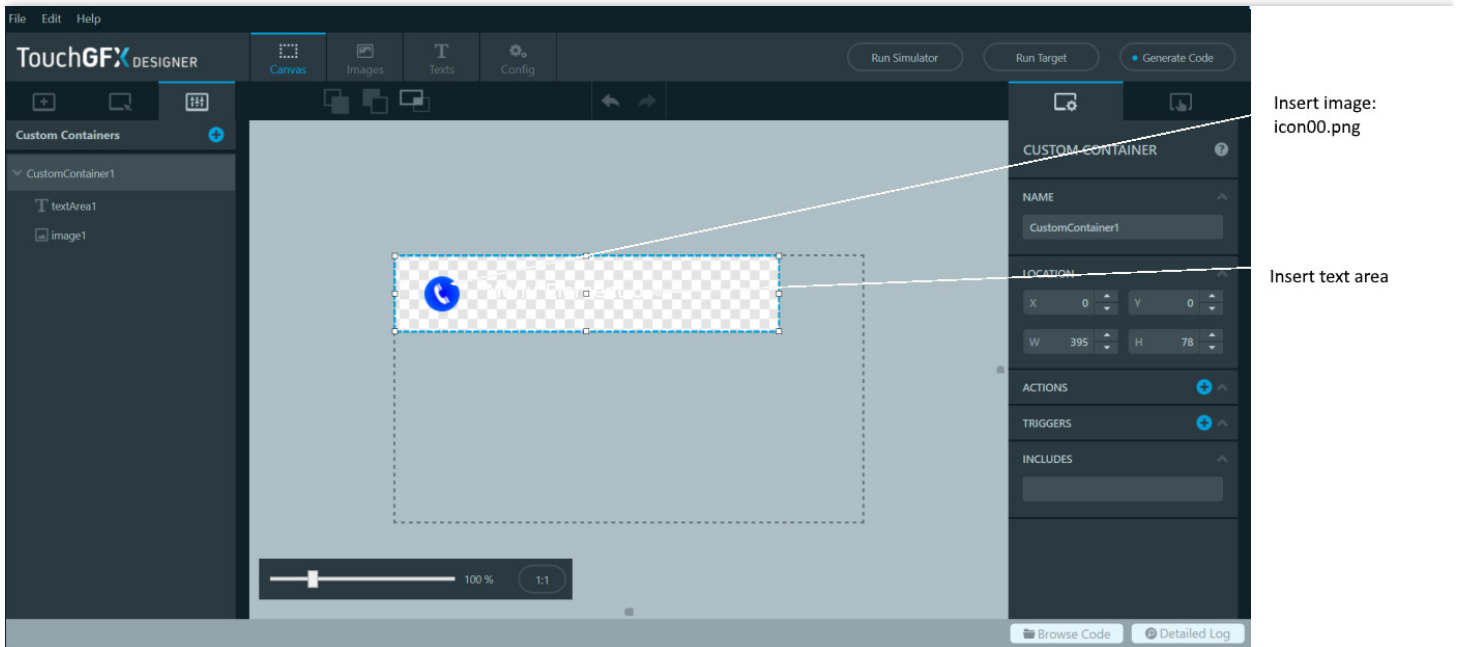 File Edit Help
TouchGFX DESIGNER
Canvas
Images
T
Texts
Config
Run Simulator
Run Target
Generate Code
Custom Containers
CustomContainer1
T textArea1
image1
CUSTOM CONTAINER
?
NAME
CustomContainer1
LOCATION
X 0
Y 0
W 395
H 78
ACTIONS
TRIGGERS
INCLUDES
100 %
1:1
Browse Code
Detailed Log
Insert image:
icon00.png
Insert text area